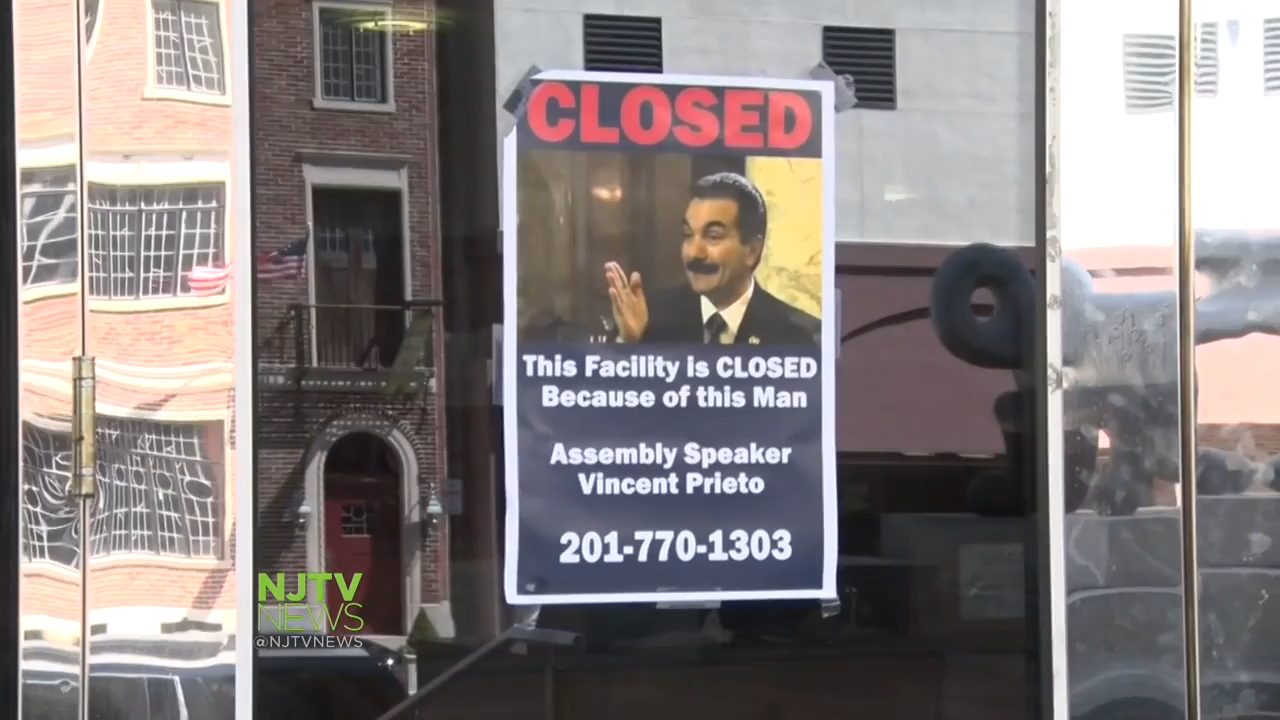 CLOSED
This Facility is CLOSED
Because of this Man
Assembly Speaker
Vincent Prieto
201-770-1303
NJTV
NEWS
@NJTVNEWS